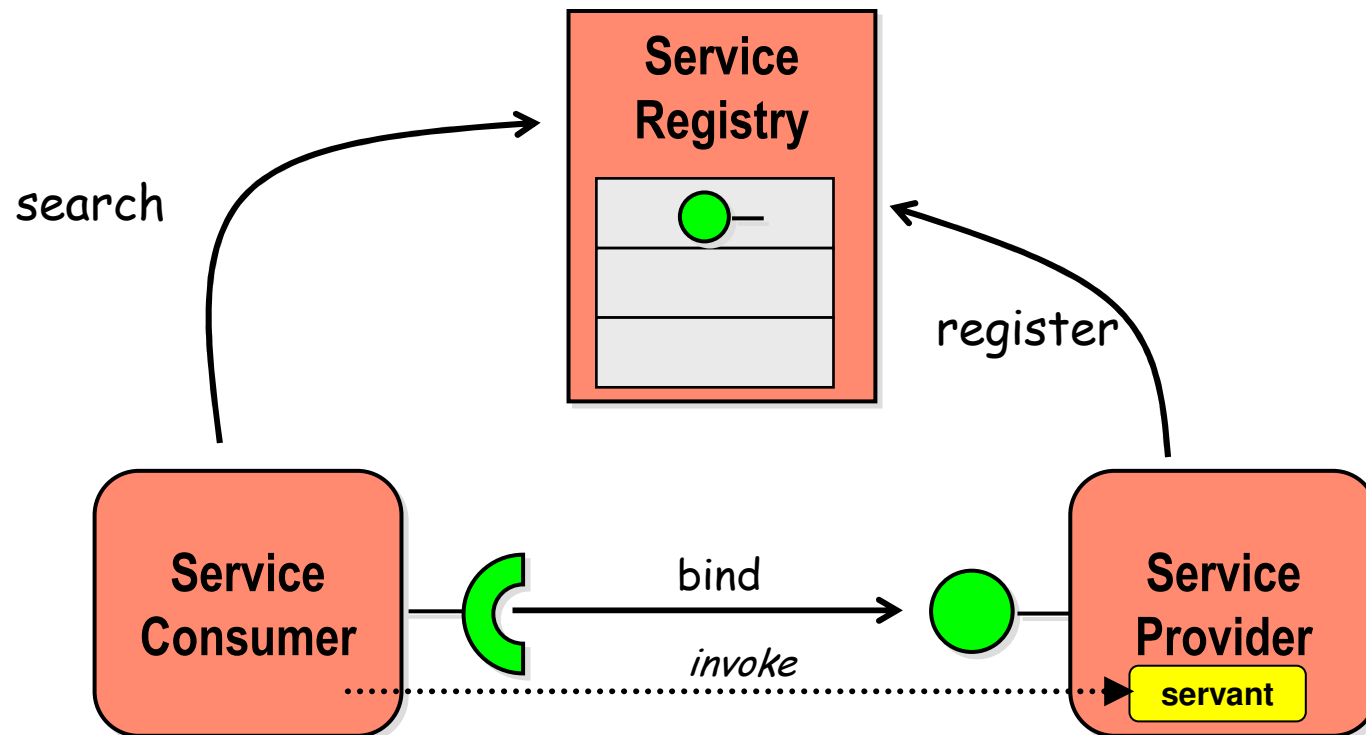 Service
Registry
search
register
Service
Consumer
bind
invoke
Service
Provider
servant